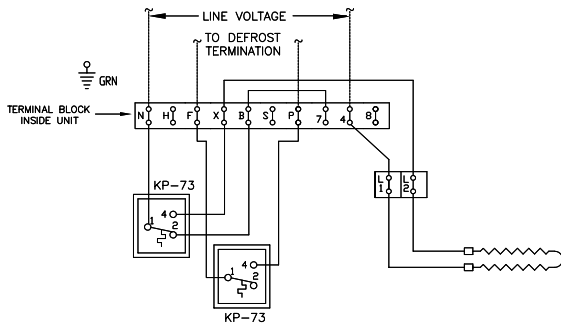 LINE VOLTAGE
TO DEFROST
TERMINATION
GRN
TERMINAL BLOCK
INSIDE UNIT
N H F X B S P 7 4 8
L L
1 2
KP-73
1 4 2
1 4 2
KP-73